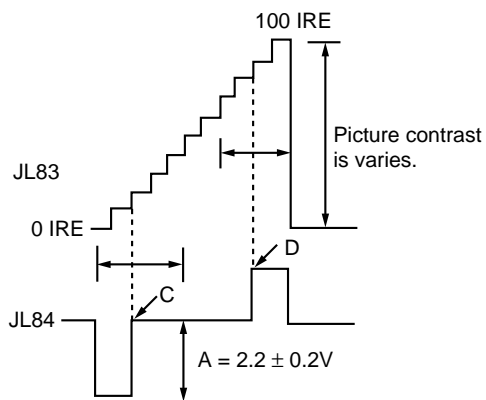 100 IRE
Picture contrast
is varies.
JL83
0 IRE
D
C
JL84
A = 2.2 ± 0.2V